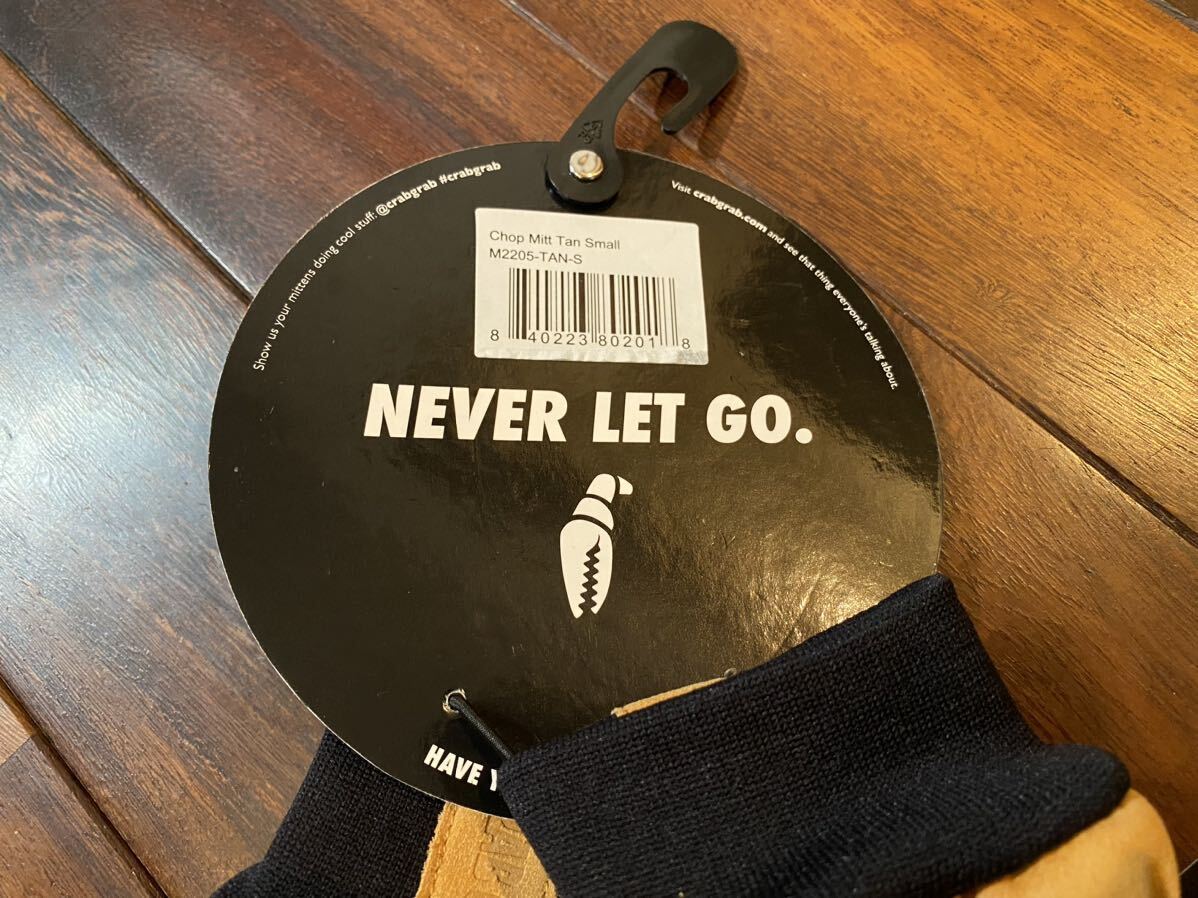 Show us your mittens doing cool stuff: @crabgrab #crabgrab
Visit crabgrab.com and see that thing everyone's talking about.
Chop Mitt Tan Small
M2205-TAN-S
8 40223 80201 8
NEVER LET GO.
HAVE